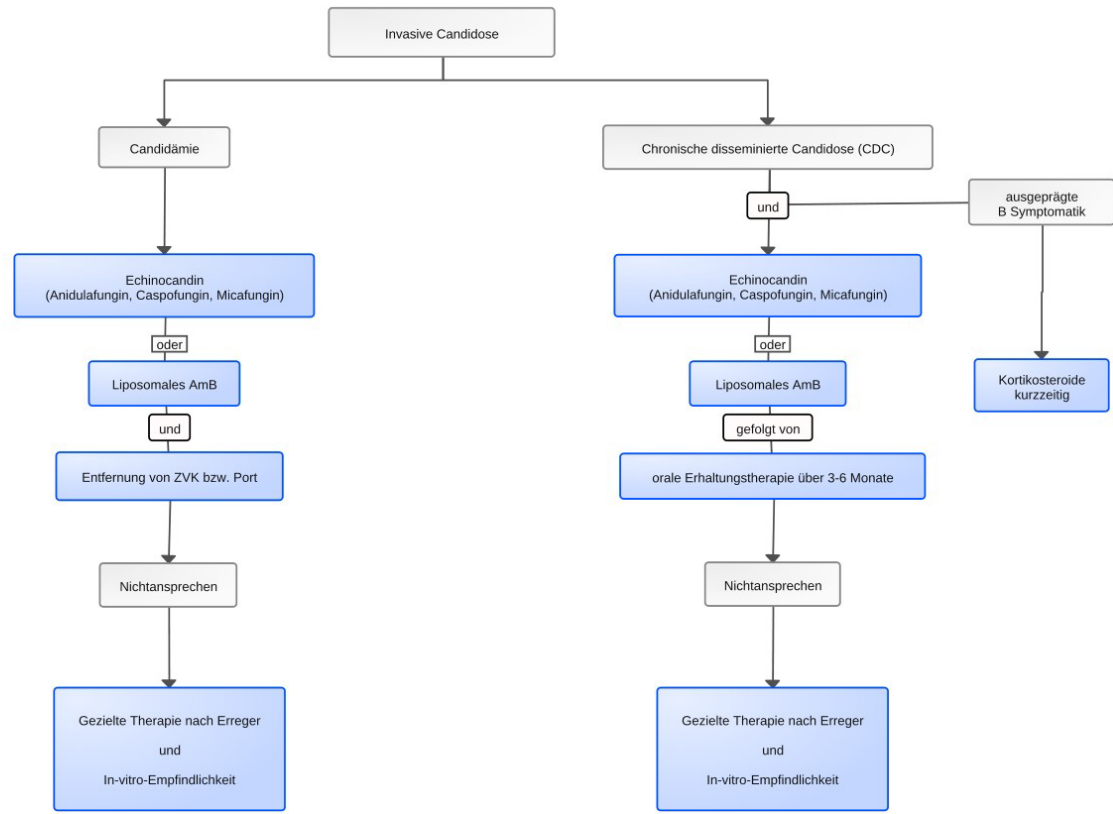 Invasive Candidose
Candidämie
Chronische disseminierte Candidose (CDC)
und
ausgeprägte
B Symptomatik
Echinocandin
(Anidulafungin, Caspofungin, Micafungin)
Echinocandin
(Anidulafungin, Caspofungin, Micafungin)
oder
oder
Liposomales AmB
Liposomales AmB
Kortikosteroide
kurzzeitig
und
gefolgt von
Entfernung von ZVK bzw. Port
orale Erhaltungstherapie über 3-6 Monate
Nichtansprechen
Nichtansprechen
Gezielte Therapie nach Erreger
und
In-vitro-Empfindlichkeit
Gezielte Therapie nach Erreger
und
In-vitro-Empfindlichkeit